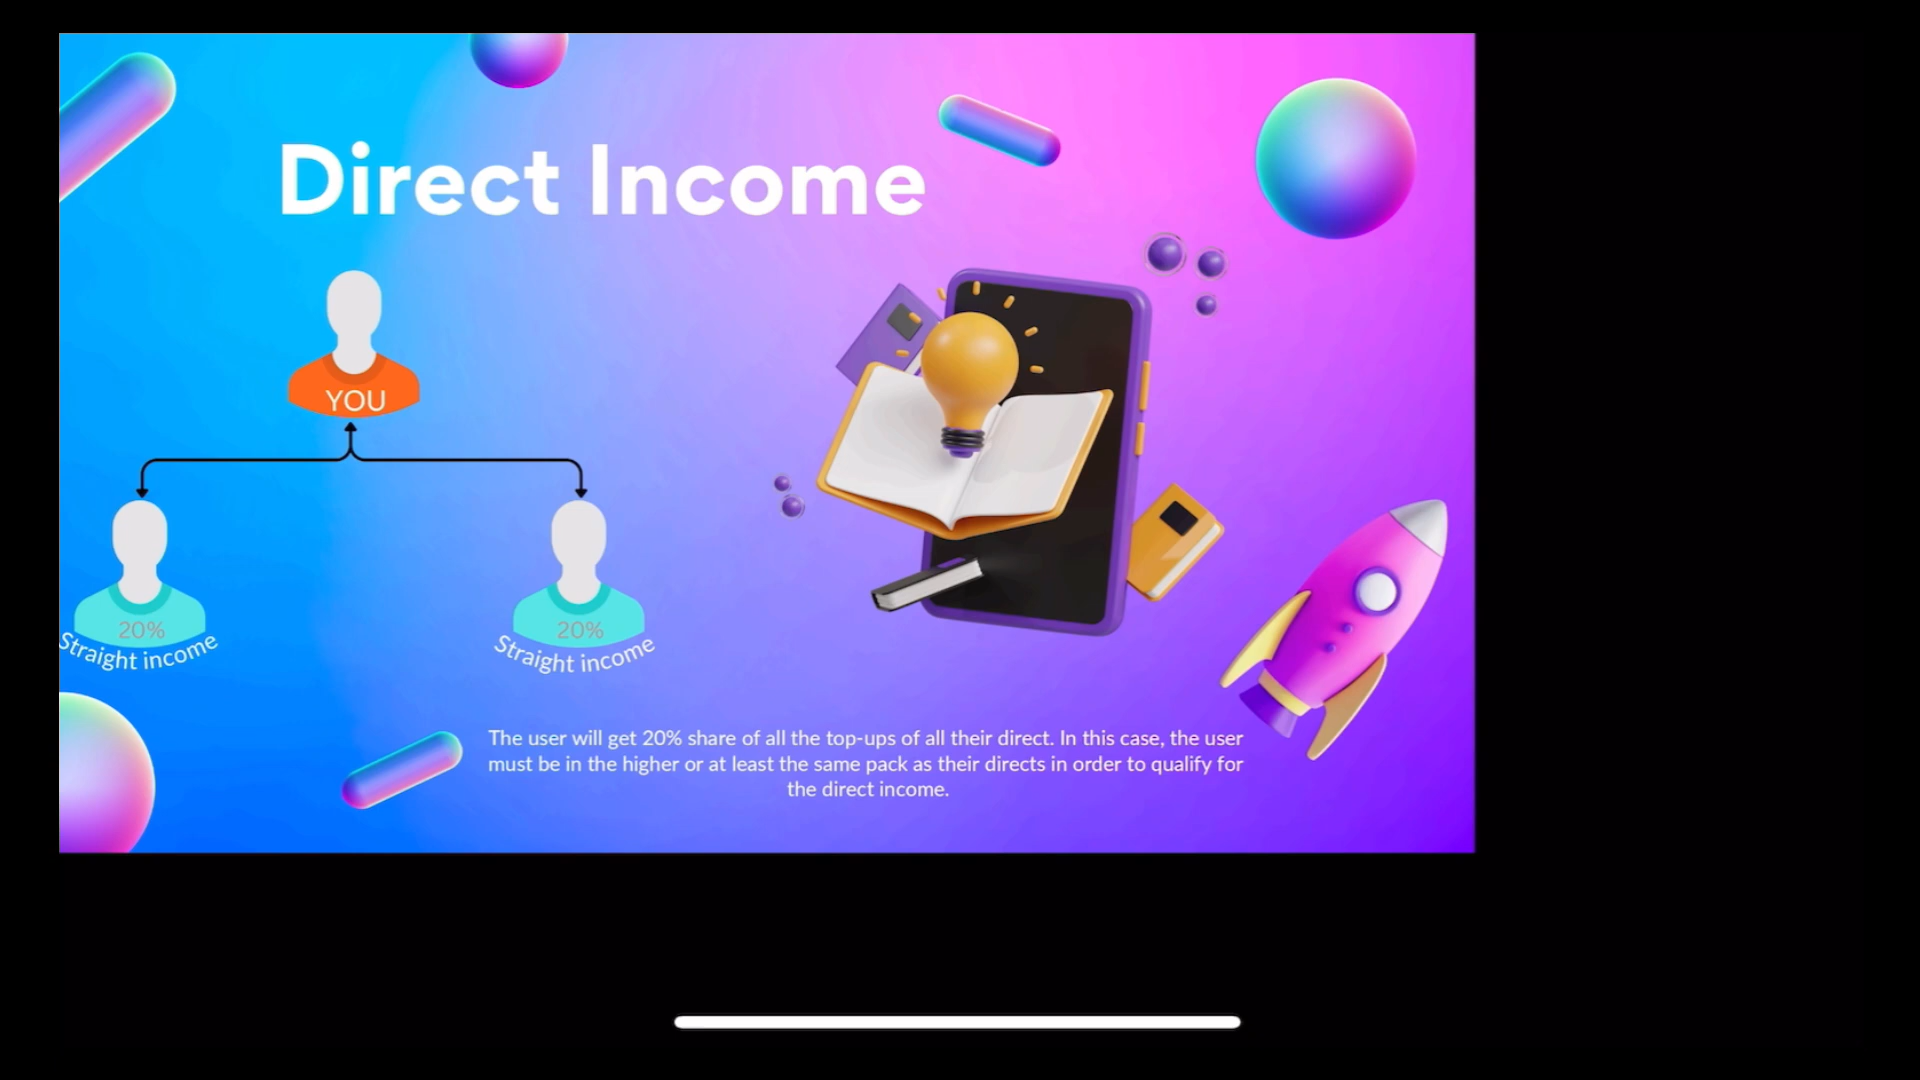 Direct Income
YOU
20%
Straight income
20%
Straight income
The user will get 20% share of all the top-ups of all their direct. In this case, the user
must be in the higher or at least the same pack as their directs in order to qualify for
the direct income.